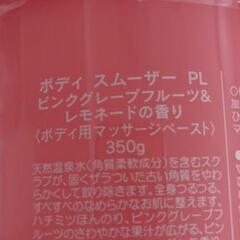 ボディ スムーザー PL
ピンクグレープフルーツ&
レモネードの香り
〈ボディ用マッサージペースト〉
350g
天然温泉水(角質柔軟成分)を含むスク
ラブが、固くザラついた古い角質をやわ
らかくして取り除きます。全身つるつる、
すべすべのなめらかなお肌に整えます。
ハチミツほんのり、ピンクグレープフ
ルーツのさわやかな果汁が広がる、ピン